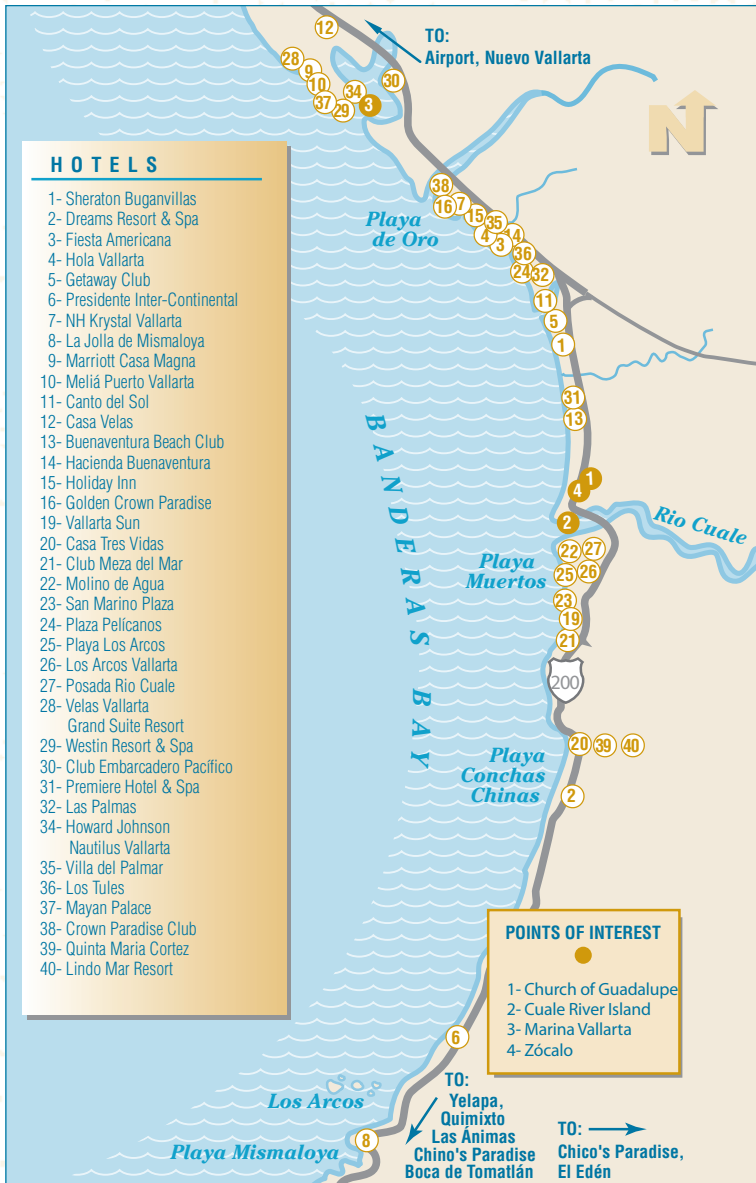 TO:
Airport, Nuevo Vallarta
N
12
28
9
10
37
29
34
3
30
HOTELS
1- Sheraton Buganvillas
2- Dreams Resort & Spa
3- Fiesta Americana
4- Hola Vallarta
5- Getaway Club
6- Presidente Inter-Continental
7- NH Krystal Vallarta
8- La Jolla de Mismaloya
9- Marriott Casa Magna
10- Meliá Puerto Vallarta
11- Canto del Sol
12- Casa Velas
13- Buenaventura Beach Club
14- Hacienda Buenaventura
15- Holiday Inn
16- Golden Crown Paradise
19- Vallarta Sun
20- Casa Tres Vidas
21- Club Meza del Mar
22- Molino de Agua
23- San Marino Plaza
24- Plaza Pelícanos
25- Playa Los Arcos
26- Los Arcos Vallarta
27- Posada Rio Cuale
28- Velas Vallarta
Grand Suite Resort
29- Westin Resort & Spa
30- Club Embarcadero Pacífico
31- Premiere Hotel & Spa
32- Las Palmas
34- Howard Johnson
Nautilus Vallarta
35- Villa del Palmar
36- Los Tules
37- Mayan Palace
38- Crown Paradise Club
39- Quinta Maria Cortez
40- Lindo Mar Resort
38
16
7
15
35
4
3
14
36
24
32
11
5
1
31
13
1
4
2
Playa
de Oro
BANDERAS BAY
Rio Cuale
Playa
Muertos
22
27
25
26
23
19
21
200
20
39
40
2
Playa
Conchas
Chinas
POINTS OF INTEREST
1- Church of Guadalupe
2- Cuale River Island
3- Marina Vallarta
4- Zócalo
6
Los Arcos
8
Playa Mismaloya
TO:
Yelapa,
Quimixto
Las Ánimas
Chino's Paradise
Boca de Tomatlán
TO:
Chico's Paradise,
El Edén